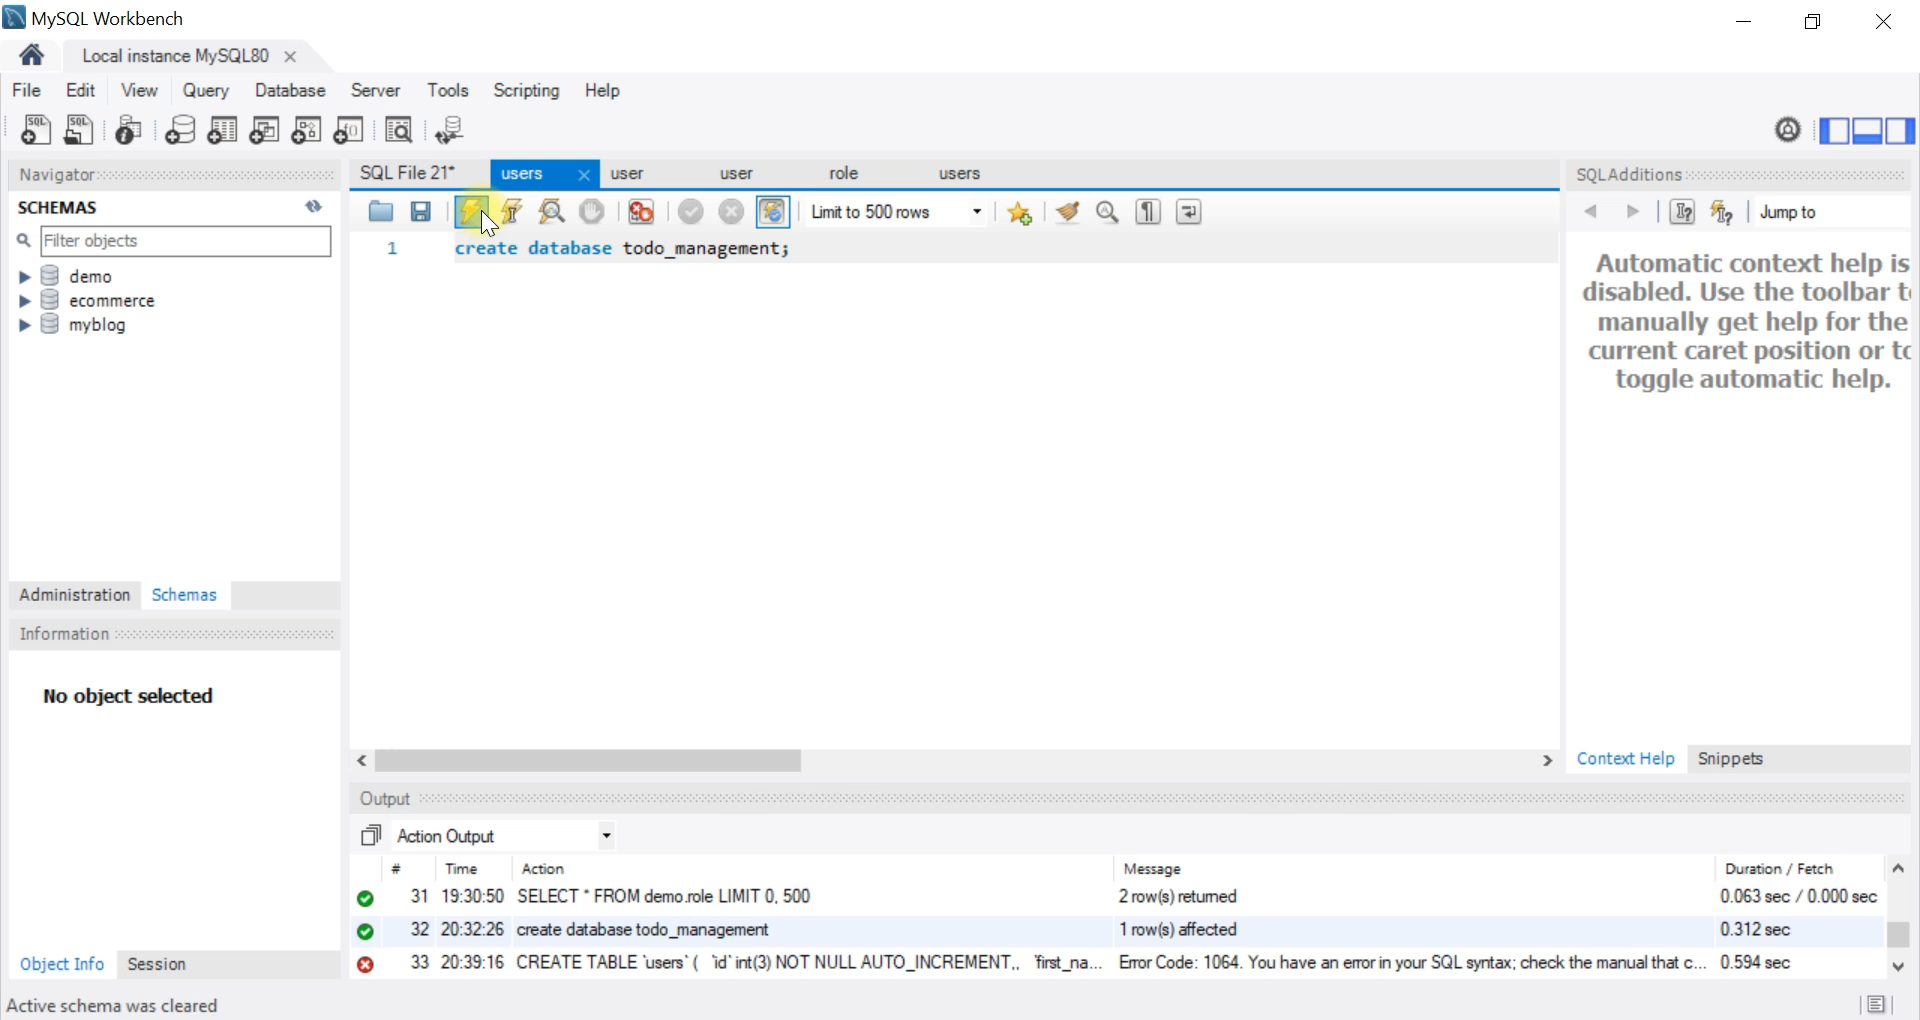 MySQL Workbench
Local instance MySQL80
File Edit View Query Database Server Tools Scripting Help
Navigator
SCHEMAS
Filter objects
demo
ecommerce
myblog
Administration Schemas
Information
No object selected
Object Info Session
SQL File 21* users user user role users
Limit to 500 rows
1 create database todo_management;
SQLAdditions
Jump to
Automatic context help is
disabled. Use the toolbar t
manually get help for the
current caret position or to
toggle automatic help.
Context Help Snippets
Output
Action Output
# Time Action Message Duration / Fetch
31 19:30:50 SELECT * FROM demo.role LIMIT 0, 500 2 row(s) returned 0.063 sec / 0.000 sec
32 20:32:26 create database todo_management 1 row(s) affected 0.312 sec
33 20:39:16 CREATE TABLE `users` ( `id` int(3) NOT NULL AUTO_INCREMENT,, `first_na... Error Code: 1064. You have an error in your SQL syntax; check the manual that c... 0.594 sec
Active schema was cleared